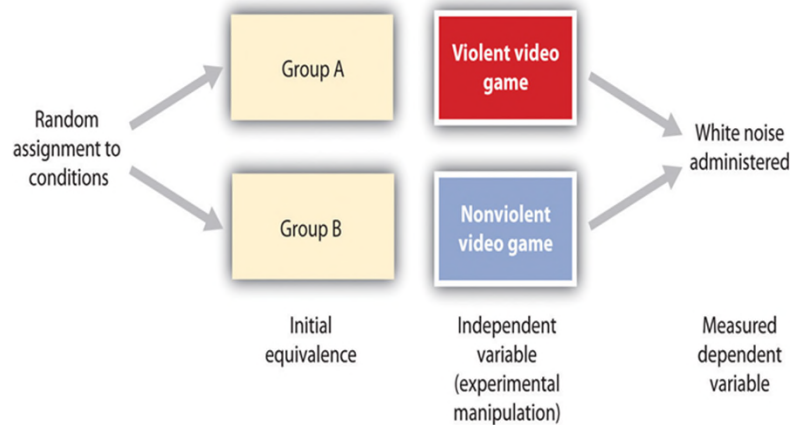 Random
assignment to
conditions
Group A
Violent video
game
Group B
Nonviolent
video game
White noise
administered
Initial
equivalence
Independent
variable
(experimental
manipulation)
Measured
dependent
variable